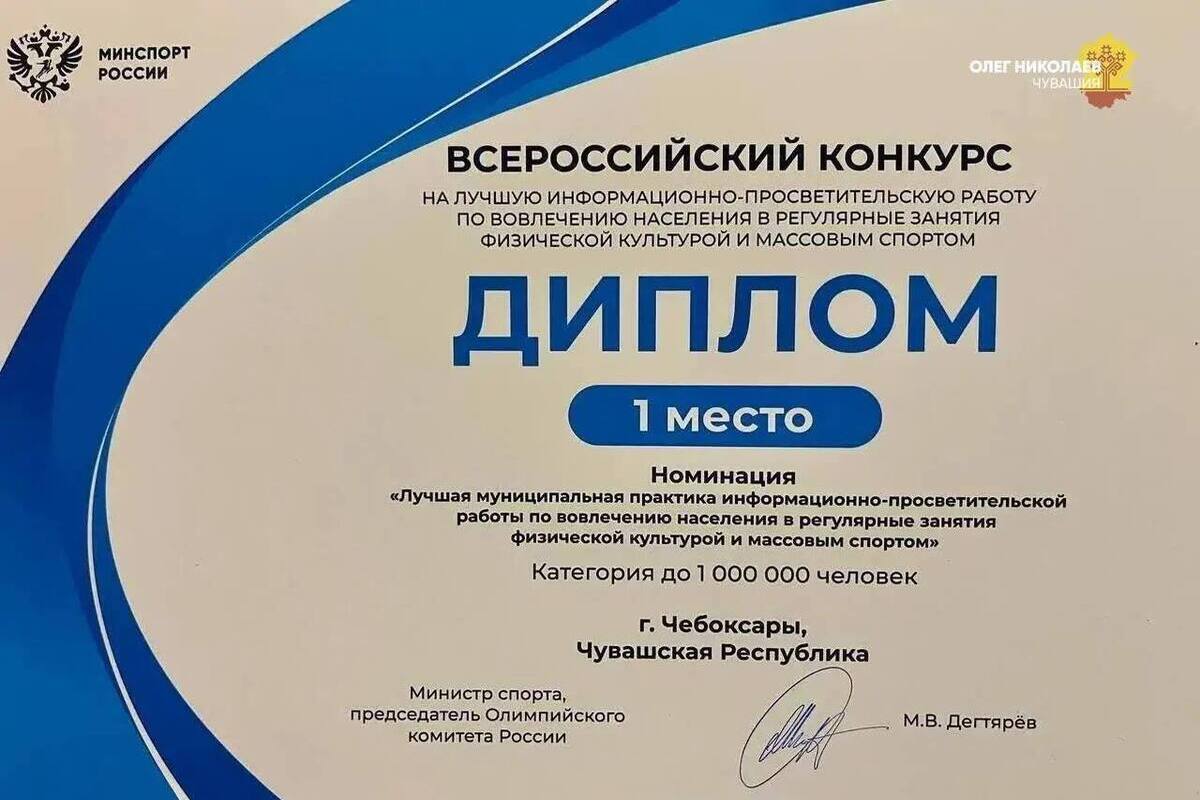 МИНСПОРТ
РОССИИ
ОЛЕГ НИКОЛАЕВ
ЧУВАШИЯ
ВСЕРОССИЙСКИЙ КОНКУРС
НА ЛУЧШУЮ ИНФОРМАЦИОННО-ПРОСВЕТИТЕЛЬСКУЮ РАБОТУ
ПО ВОВЛЕЧЕНИЮ НАСЕЛЕНИЯ В РЕГУЛЯРНЫЕ ЗАНЯТИЯ
ФИЗИЧЕСКОЙ КУЛЬТУРОЙ И МАССОВЫМ СПОРТОМ
ДИПЛОМ
1 место
Номинация
«Лучшая муниципальная практика информационно-просветительской
работы по вовлечению населения в регулярные занятия
физической культурой и массовым спортом»
Категория до 1 000 000 человек
г. Чебоксары,
Чувашская Республика
Министр спорта,
председатель Олимпийского
комитета России
М.В. Дегтярёв